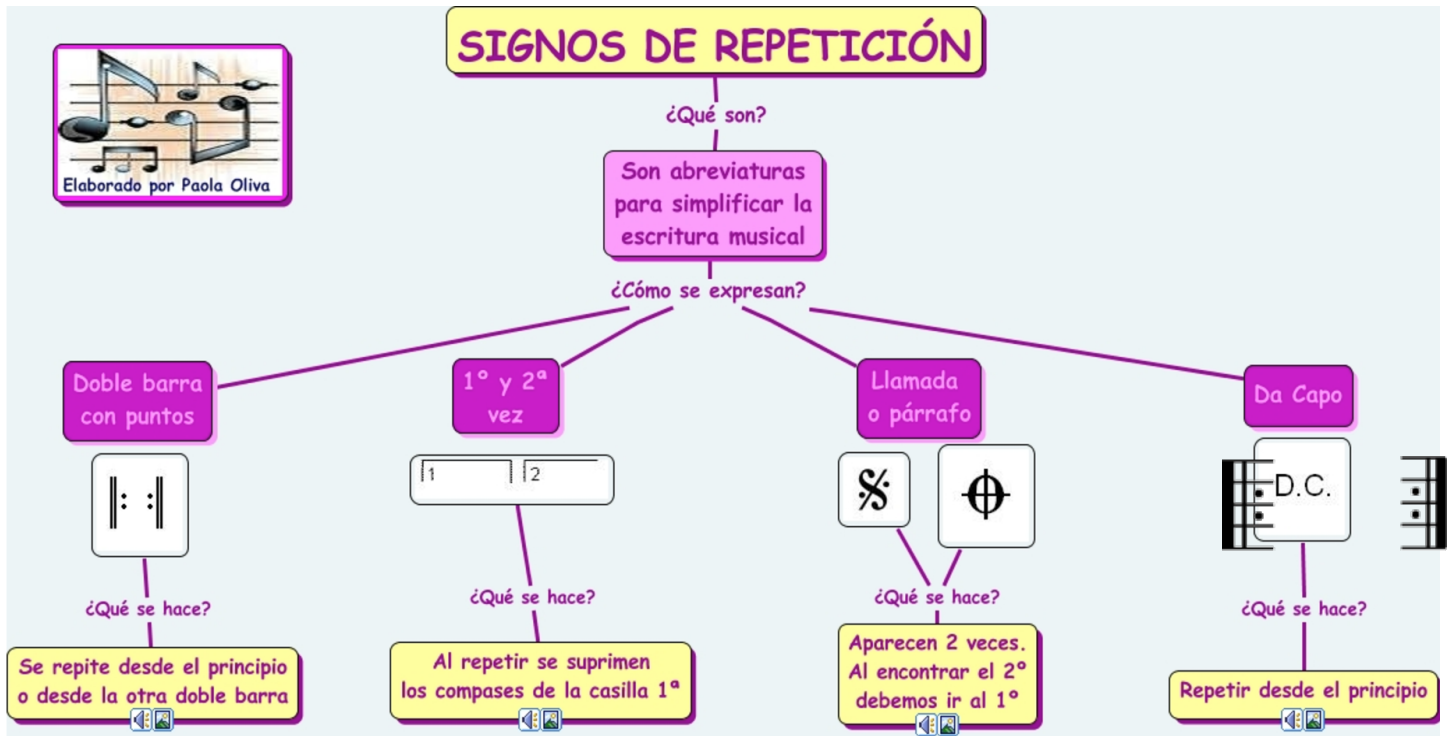 SIGNOS DE REPETICIÓN
Elaborado por Paola Oliva
¿Qué son?
Son abreviaturas
para simplificar la
escritura musical
¿Cómo se expresan?
Doble barra
con puntos
1º y 2ª
vez
Llamada
o párrafo
Da Capo
1
2
D.C.
¿Qué se hace?
¿Qué se hace?
¿Qué se hace?
¿Qué se hace?
Se repite desde el principio
o desde la otra doble barra
Al repetir se suprimen
los compases de la casilla 1ª
Aparecen 2 veces.
Al encontrar el 2º
debemos ir al 1º
Repetir desde el principio